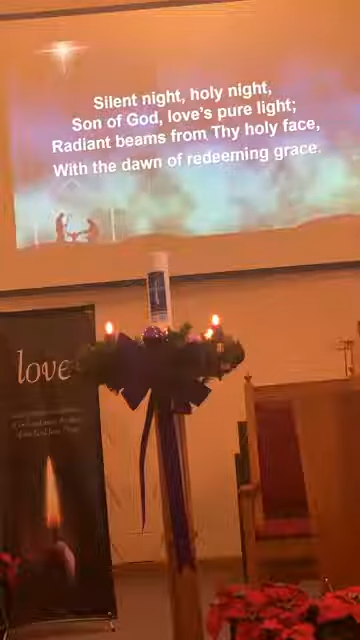 Silent night, holy night,
Son of God, love's pure light;
Radiant beams from Thy holy face,
With the dawn of redeeming grace.
love